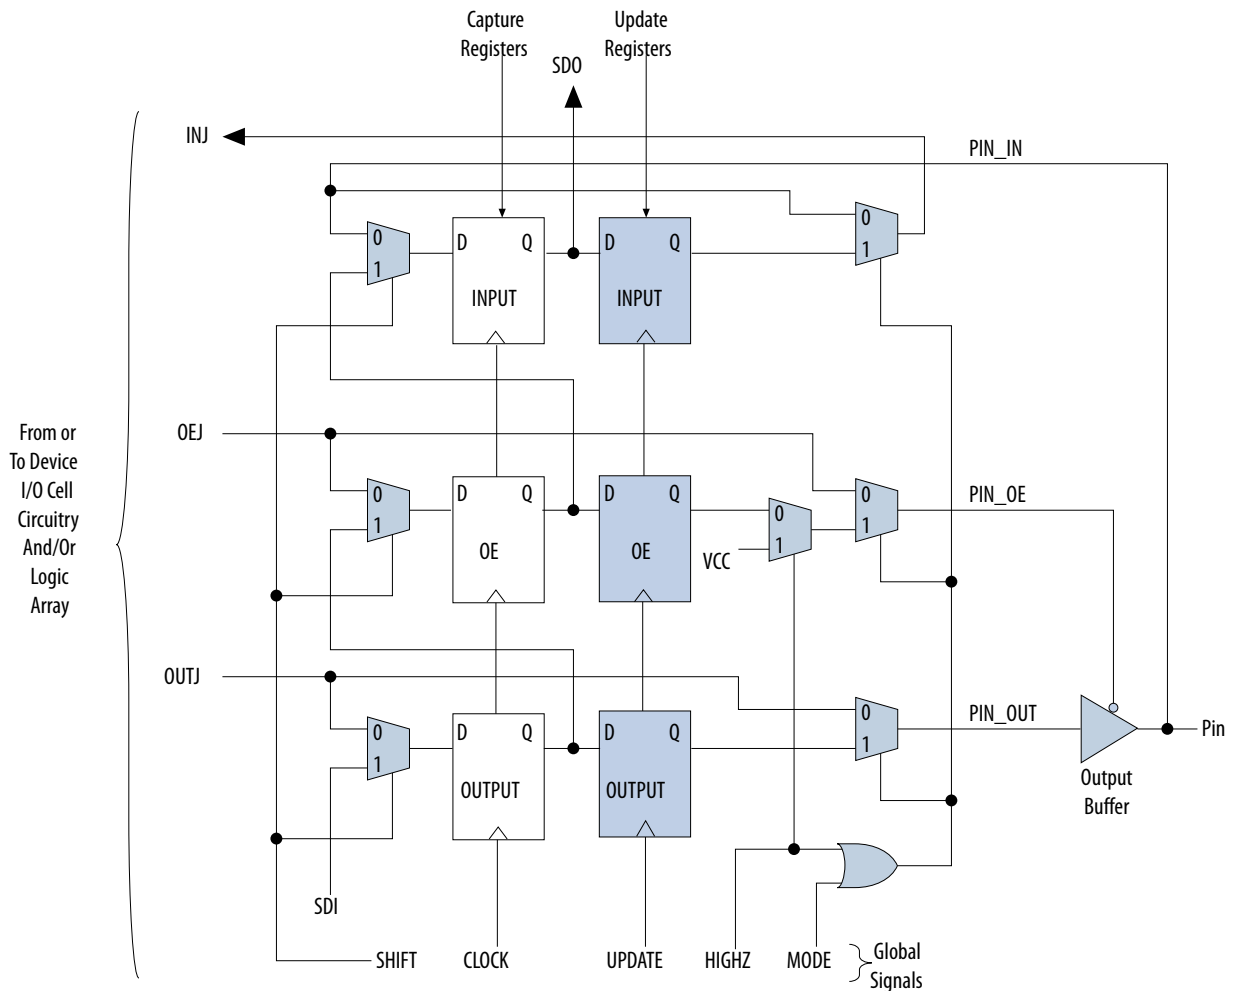 Capture
Registers
Update
Registers
SDO
INJ
PIN_IN
0
1
D Q
INPUT
D Q
INPUT
0
1
From or
To Device
I/O Cell
Circuitry
And/Or
Logic
Array
OEJ
0
1
D Q
OE
D Q
OE
0
1
VCC
0
1
PIN_OE
OUTJ
0
1
D Q
OUTPUT
D Q
OUTPUT
0
1
PIN_OUT
Pin
Output
Buffer
SDI
SHIFT
CLOCK
UPDATE
HIGHZ
MODE
Global
Signals